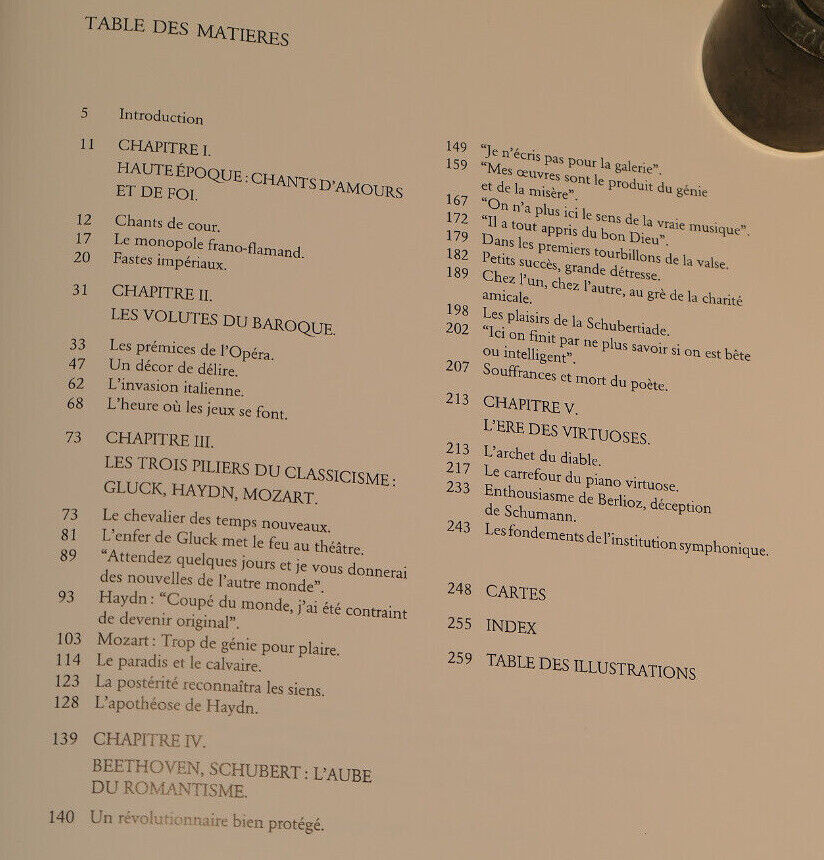 TABLE DES MATIERES
5 Introduction
11 CHAPITRE I.
HAUTE ÉPOQUE : CHANTS D'AMOURS
ET DE FOI.
12 Chants de cour.
17 Le monopole frano-flamand.
20 Fastes impériaux.
31 CHAPITRE II.
LES VOLUTES DU BAROQUE.
33 Les prémices de l'Opéra.
47 Un décor de délire.
62 L'invasion italienne.
68 L'heure où les jeux se font.
73 CHAPITRE III.
LES TROIS PILIERS DU CLASSICISME :
GLUCK, HAYDN, MOZART.
73 Le chevalier des temps nouveaux.
81 L'enfer de Gluck met le feu au théâtre.
89 "Attendez quelques jours et je vous donnerai
des nouvelles de l'autre monde".
93 Haydn : "Coupé du monde, j'ai été contraint
de devenir original".
103 Mozart : Trop de génie pour plaire.
114 Le paradis et le calvaire.
123 La postérité reconnaîtra les siens.
128 L'apothéose de Haydn.
139 CHAPITRE IV.
BEETHOVEN, SCHUBERT : L'AUBE
DU ROMANTISME.
140 Un révolutionnaire bien protégé.
149 "Je n'écris pas pour la galerie".
159 "Mes œuvres sont le produit du génie
et de la misère".
167 "On n'a plus ici le sens de la vraie musique".
172 "Il a tout appris du bon Dieu".
179 Dans les premiers tourbillons de la valse.
182 Petits succès, grande détresse.
189 Chez l'un, chez l'autre, au grè de la charité
amicale.
198 Les plaisirs de la Schubertiade.
202 "Ici on finit par ne plus savoir si on est bête
ou intelligent".
207 Souffrances et mort du poète.
213 CHAPITRE V.
L'ERE DES VIRTUOSES.
213 L'archet du diable.
217 Le carrefour du piano virtuose.
233 Enthousiasme de Berlioz, déception
de Schumann.
243 Les fondements de l'institution symphonique.
248 CARTES
255 INDEX
259 TABLE DES ILLUSTRATIONS